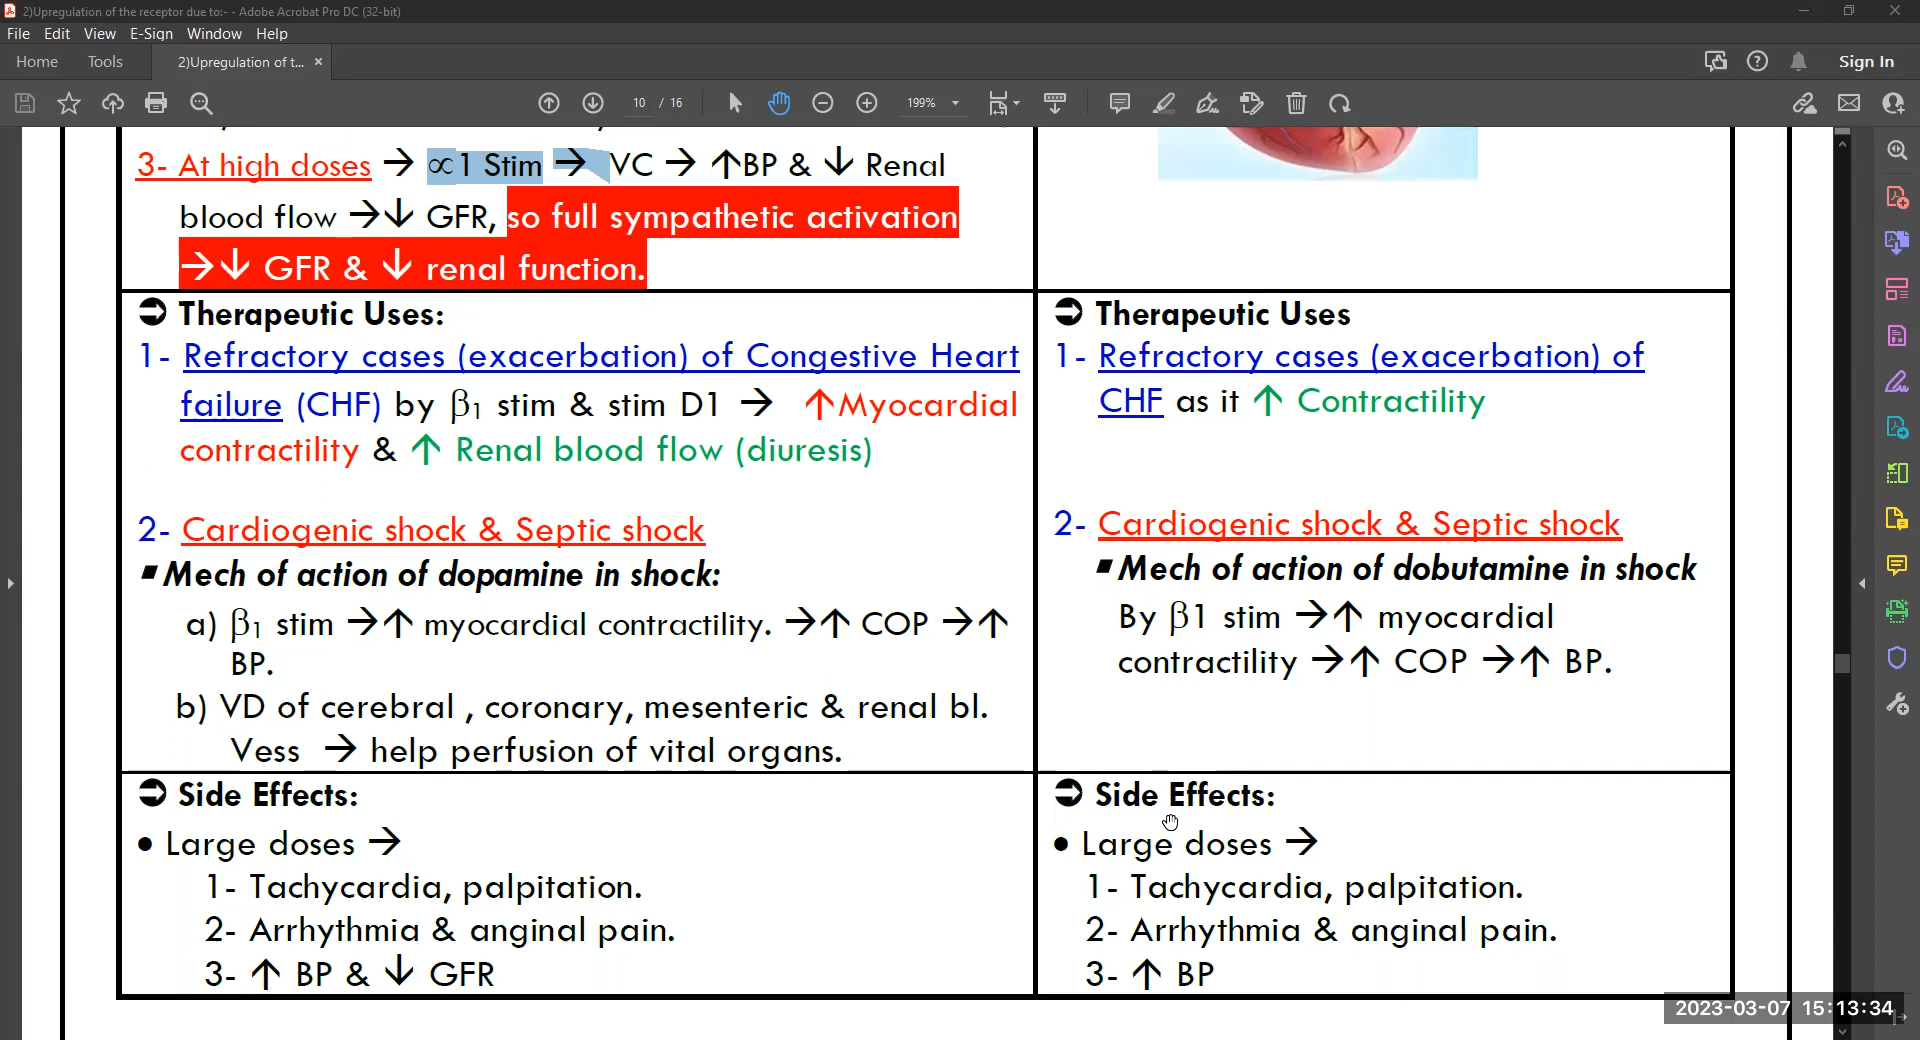 2)Upregulation of the receptor due to:- - Adobe Acrobat Pro DC (32-bit)
File Edit View E-Sign Window Help
Home Tools 2)Upregulation of t... × Sign In
10 / 16 199%
3- At high doses → ∝1 Stim → VC → ↑BP & ↓ Renal
blood flow →↓ GFR, so full sympathetic activation
→↓ GFR & ↓ renal function.
➲ Therapeutic Uses:
1- Refractory cases (exacerbation) of Congestive Heart
failure (CHF) by β1 stim & stim D1 → ↑Myocardial
contractility & ↑ Renal blood flow (diuresis)
2- Cardiogenic shock & Septic shock
▪Mech of action of dopamine in shock:
a) β1 stim →↑ myocardial contractility. →↑ COP →↑
BP.
b) VD of cerebral , coronary, mesenteric & renal bl.
Vess → help perfusion of vital organs.
➲ Therapeutic Uses
1- Refractory cases (exacerbation) of
CHF as it ↑ Contractility
2- Cardiogenic shock & Septic shock
▪Mech of action of dobutamine in shock
By β1 stim →↑ myocardial
contractility →↑ COP →↑ BP.
➲ Side Effects:
• Large doses →
1- Tachycardia, palpitation.
2- Arrhythmia & anginal pain.
3- ↑ BP & ↓ GFR
➲ Side Effects:
• Large doses →
1- Tachycardia, palpitation.
2- Arrhythmia & anginal pain.
3- ↑ BP
2023-03-07 15:13:34